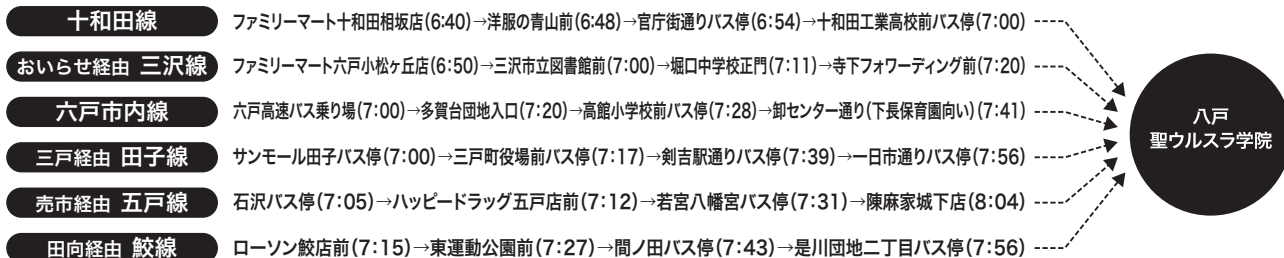 十和田線 ファミリーマート十和田相坂店(6:40)→洋服の青山前(6:48)→官庁街通りバス停(6:54)→十和田工業高校前バス停(7:00)
おいらせ経由 三沢線 ファミリーマート六戸小松ヶ丘店(6:50)→三沢市立図書館前(7:00)→堀口中学校正門(7:11)→寺下フォワーディング前(7:20)
六戸市内線 六戸高速バス乗り場(7:00)→多賀台団地入口(7:20)→高館小学校前バス停(7:28)→卸センター通り(下長保育園向い)(7:41)
三戸経由 田子線 サンモール田子バス停(7:00)→三戸町役場前バス停(7:17)→剣吉駅通りバス停(7:39)→一日市通りバス停(7:56)
売市経由 五戸線 石沢バス停(7:05)→ハッピードラッグ五戸店前(7:12)→若宮八幡宮バス停(7:31)→陳麻家城下店(8:04)
田向経由 鮫線 ローソン鮫店前(7:15)→東運動公園前(7:27)→間ノ田バス停(7:43)→是川団地二丁目バス停(7:56)
八戸
聖ウルスラ学院